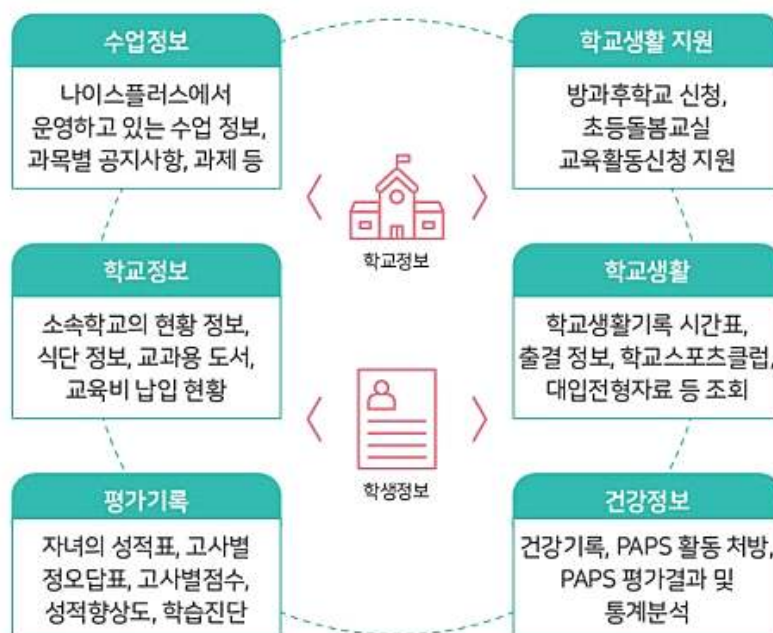 수업정보
나이스플러스에서
운영하고 있는 수업 정보,
과목별 공지사항, 과제 등
학교생활 지원
방과후학교 신청,
초등돌봄교실
교육활동신청 지원
학교정보
학교정보
소속학교의 현황 정보,
식단 정보, 교과용 도서,
교육비 납입 현황
학교생활
학교생활기록 시간표,
출결 정보, 학교스포츠클럽,
대입전형자료 등 조회
학생정보
평가기록
자녀의 성적표, 고사별
정오답표, 고사별점수,
성적향상도, 학습진단
건강정보
건강기록, PAPS 활동 처방,
PAPS 평가결과 및
통계분석